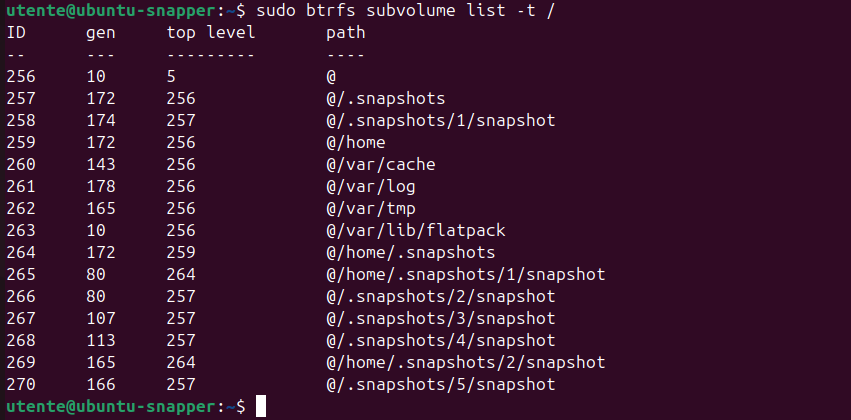 utente@ubuntu-snapper:~$ sudo btrfs subvolume list -t /
ID	gen	top level	path
--	---	---------	----
256	10	5	@
257	172	256	@/.snapshots
258	174	257	@/.snapshots/1/snapshot
259	172	256	@/home
260	143	256	@/var/cache
261	178	256	@/var/log
262	165	256	@/var/tmp
263	10	256	@/var/lib/flatpack
264	172	259	@/home/.snapshots
265	80	264	@/home/.snapshots/1/snapshot
266	80	257	@/.snapshots/2/snapshot
267	107	257	@/.snapshots/3/snapshot
268	113	257	@/.snapshots/4/snapshot
269	165	264	@/home/.snapshots/2/snapshot
270	166	257	@/.snapshots/5/snapshot
utente@ubuntu-snapper:~$